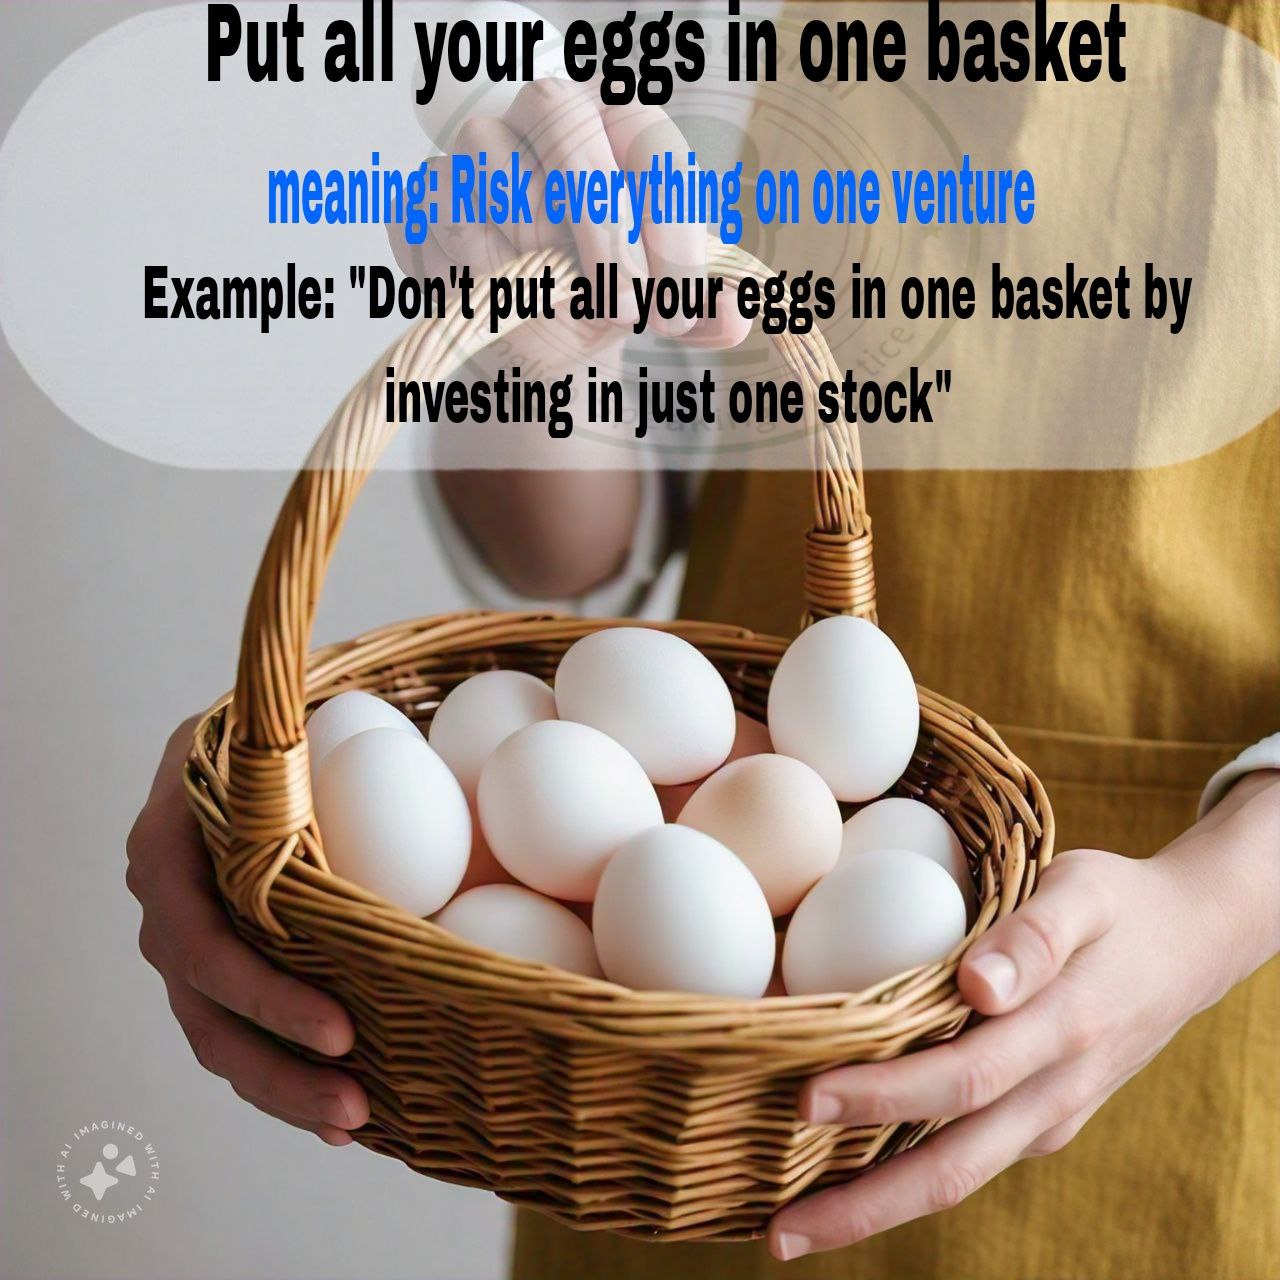 Put all your eggs in one basket
meaning: Risk everything on one venture
Example: "Don't put all your eggs in one basket by
investing in just one stock"
IMAGINED WITH AI IMAGINED WITH AI